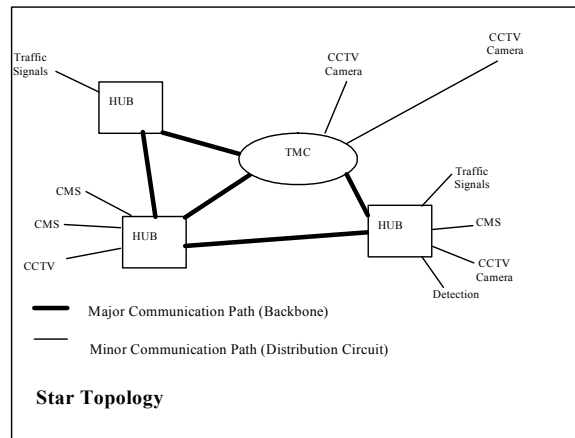 CCTV
Camera
CCTV
Camera
Traffic
Signals
HUB
TMC
Traffic
Signals
CMS
CMS
HUB
HUB
CMS
CCTV
CCTV
Camera
Detection
Major Communication Path (Backbone)
Minor Communication Path (Distribution Circuit)
Star Topology